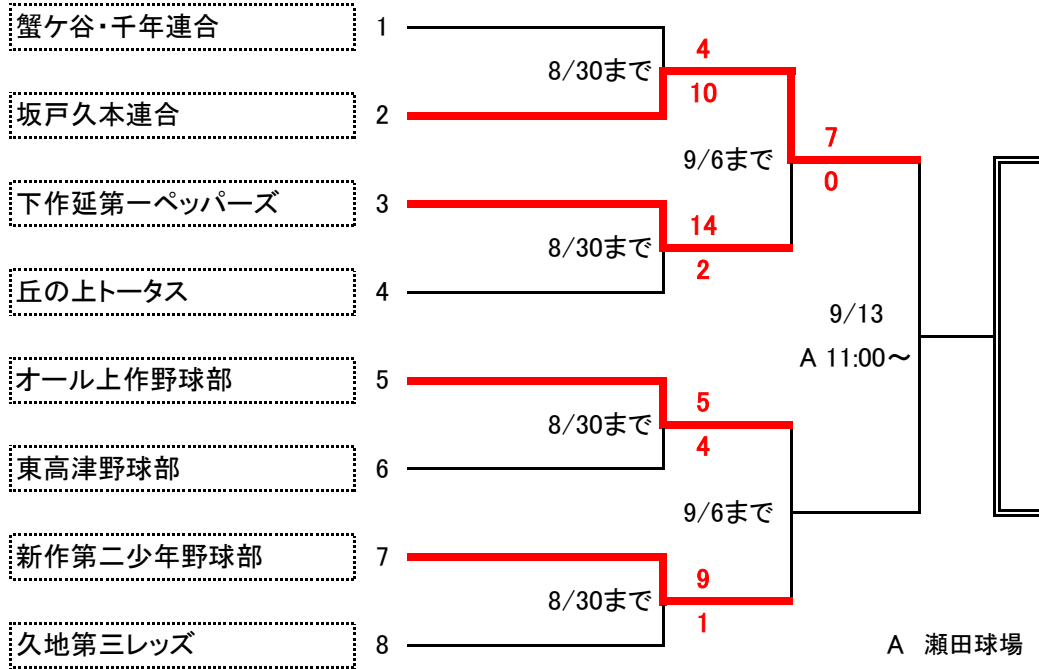 蟹ケ谷・千年連合 1
4
8/30まで
10
坂戸久本連合 2
7
9/6まで
0
下作延第一ペッパーズ 3
14
8/30まで
2
丘の上トータス 4
9/13
A 11:00～
オール上作野球部 5
5
8/30まで
4
東高津野球部 6
9/6まで
新作第二少年野球部 7
9
8/30まで
1
久地第三レッズ 8
A 瀬田球場